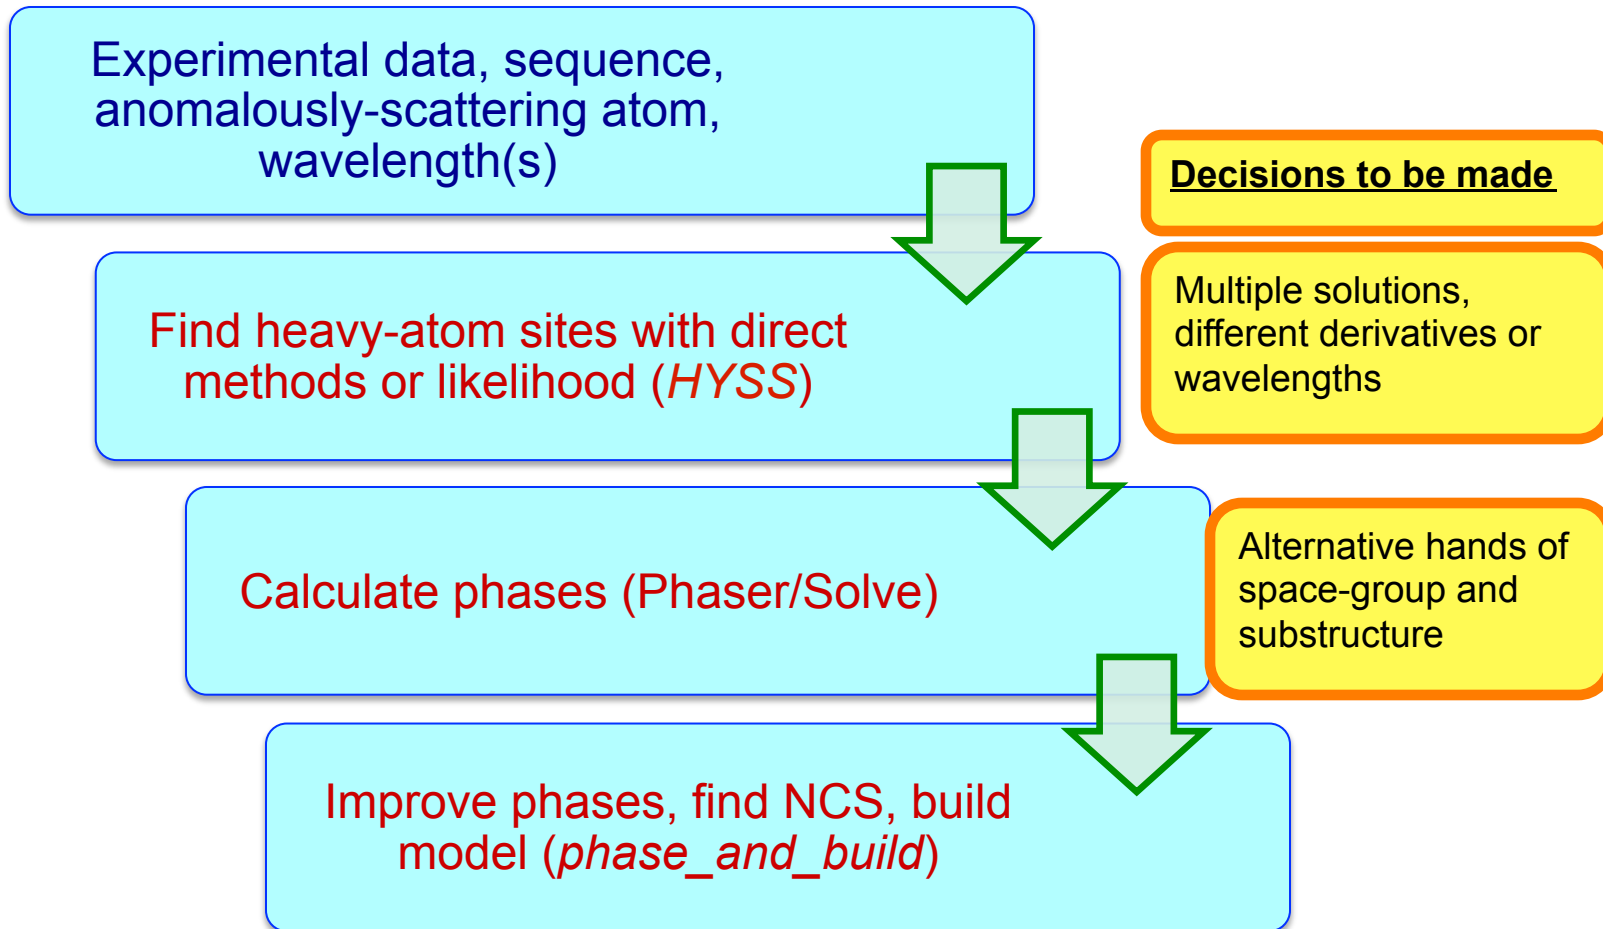 Experimental data, sequence,
anomalously-scattering atom,
wavelength(s)
Decisions to be made
Find heavy-atom sites with direct
methods or likelihood (HYSS)
Multiple solutions,
different derivatives or
wavelengths
Calculate phases (Phaser/Solve)
Alternative hands of
space-group and
substructure
Improve phases, find NCS, build
model (phase_and_build)